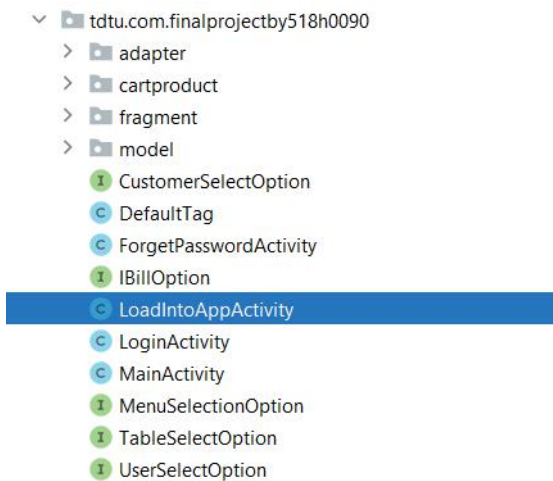 tdtu.com.finalprojectby518h0090
adapter
cartproduct
fragment
model
I CustomerSelectOption
C DefaultTag
C ForgetPasswordActivity
I IBillOption
C LoadIntoAppActivity
C LoginActivity
C MainActivity
I MenuSelectionOption
I TableSelectOption
I UserSelectOption